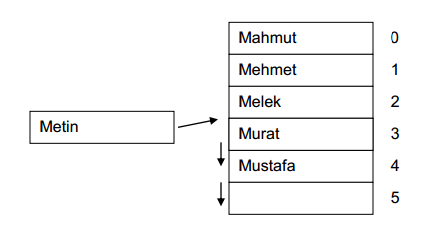 Mahmut 0
Mehmet 1
Melek 2
Metin
Murat 3
Mustafa 4
5